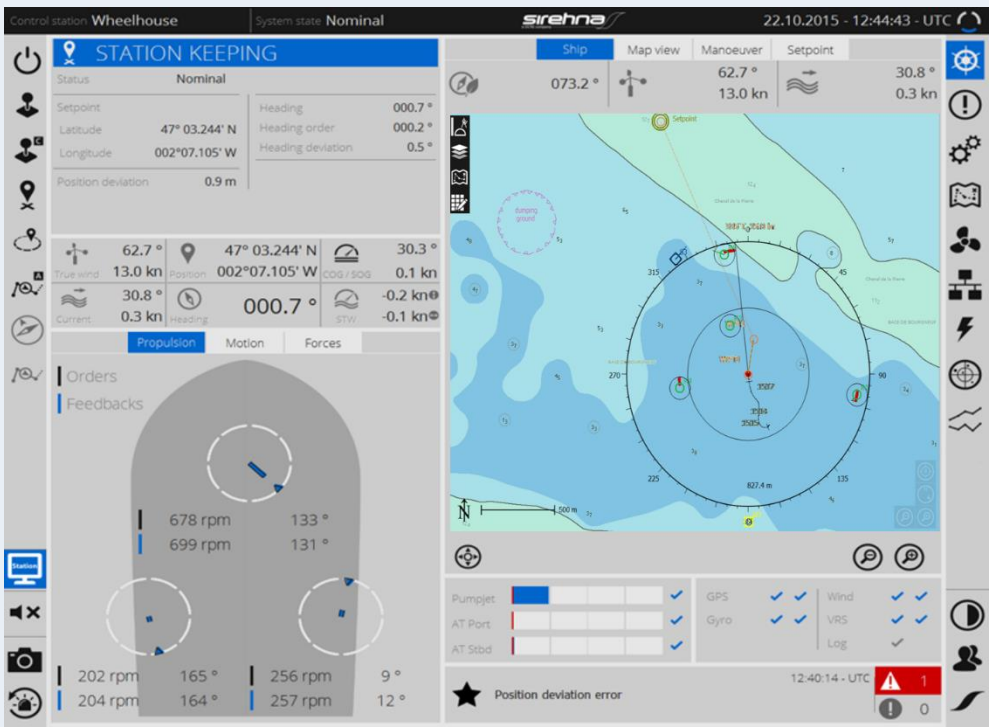 Control station Wheelhouse
System state Nominal
sirehna
22.10.2015 - 12:44:43 - UTC
STATION KEEPING
Status Nominal
Setpoint
Latitude 47° 03.244' N
Longitude 002°07.105' W
Position deviation 0.9 m
Heading 000.7 °
Heading order 000.2 °
Heading deviation 0.5 °
62.7 °
True wind 13.0 kn
47° 03.244' N
Position 002°07.105' W
30.3 °
COG / SOG 0.1 kn
30.8 °
Current 0.3 kn
Heading 000.7 °
-0.2 kn
STW -0.1 kn
Propulsion Motion Forces
Orders
Feedbacks
678 rpm 133 °
699 rpm 131 °
202 rpm 165 °
204 rpm 164 °
256 rpm 9 °
257 rpm 12 °
Station
C
A
Ship Map view Manoeuver Setpoint
073.2 °
62.7 °
13.0 kn
30.8 °
0.3 kn
Setpoint
dumping
ground
315
45
270
90
225
135
3507
3504
3505
827.4 m
N
500 m
Pumpjet
AT Port
AT Stbd
GPS
Gyro
Wind
VRS
Log
Position deviation error
12:40:14 - UTC
1
0